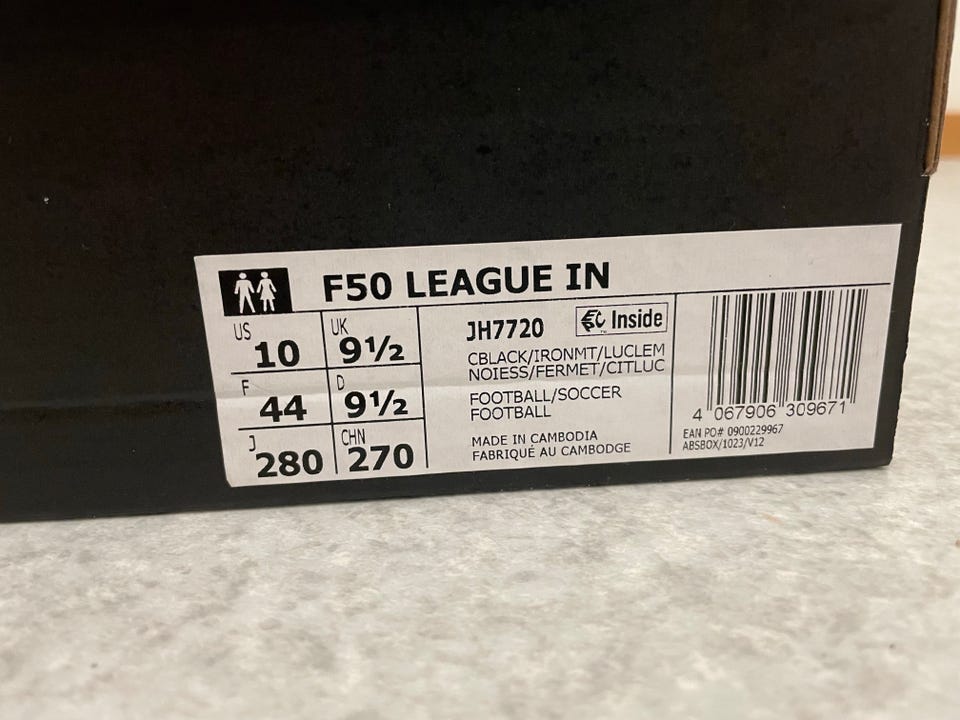 F50 LEAGUE IN
US 10
UK 9½
F 44
D 9½
J 280
CHN 270
JH7720
Inside
CBLACK/IRONMT/LUCLEM
NOIESS/FERMET/CITLUC
FOOTBALL/SOCCER
FOOTBALL
MADE IN CAMBODIA
FABRIQUÉ AU CAMBODGE
4 067906 309671
EAN PO# 0900229967
ABSBOX/1023/V12